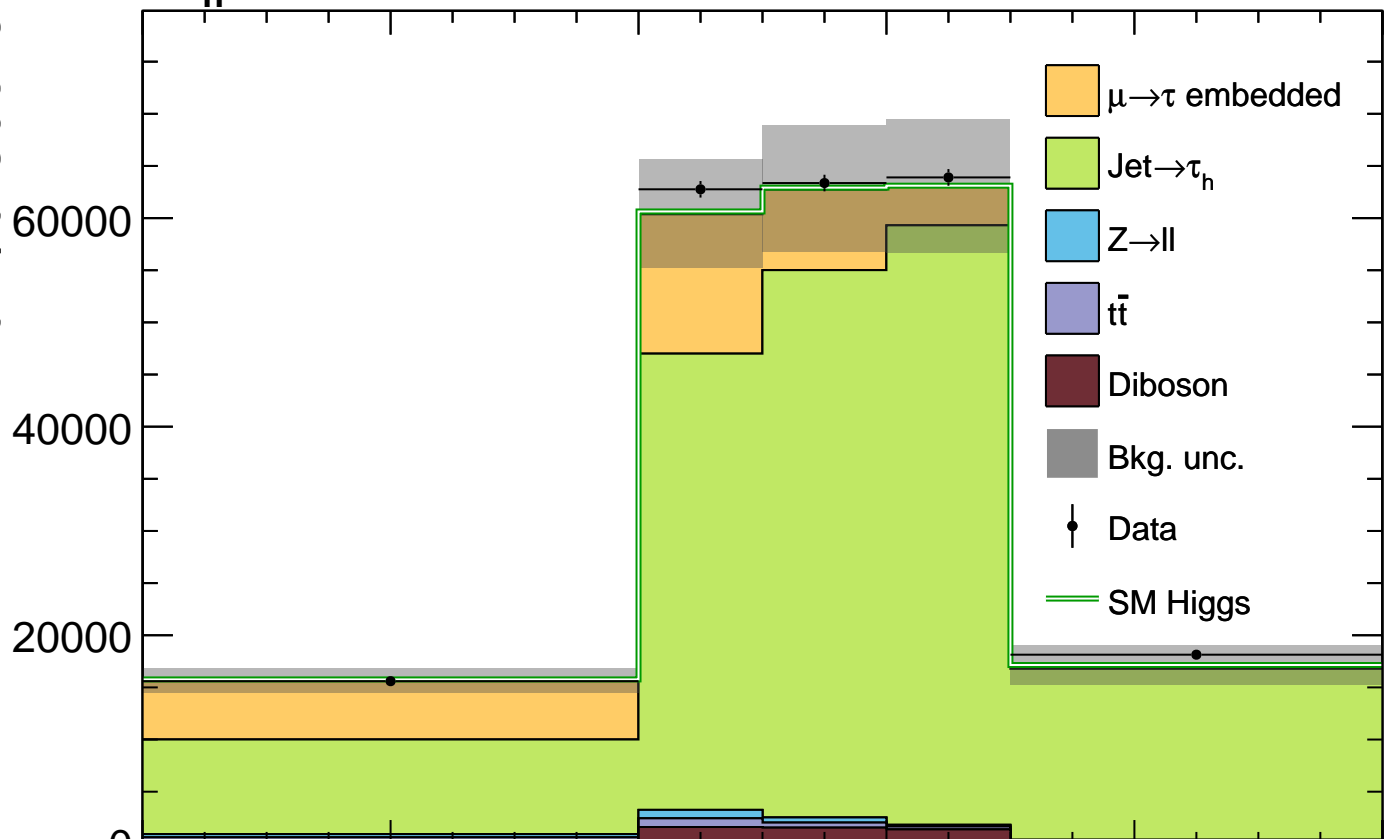 μ→τ embedded
Jet→τh
60000
Z→ll
tt̄
Diboson
40000
Bkg. unc.
Data
SM Higgs
20000
0